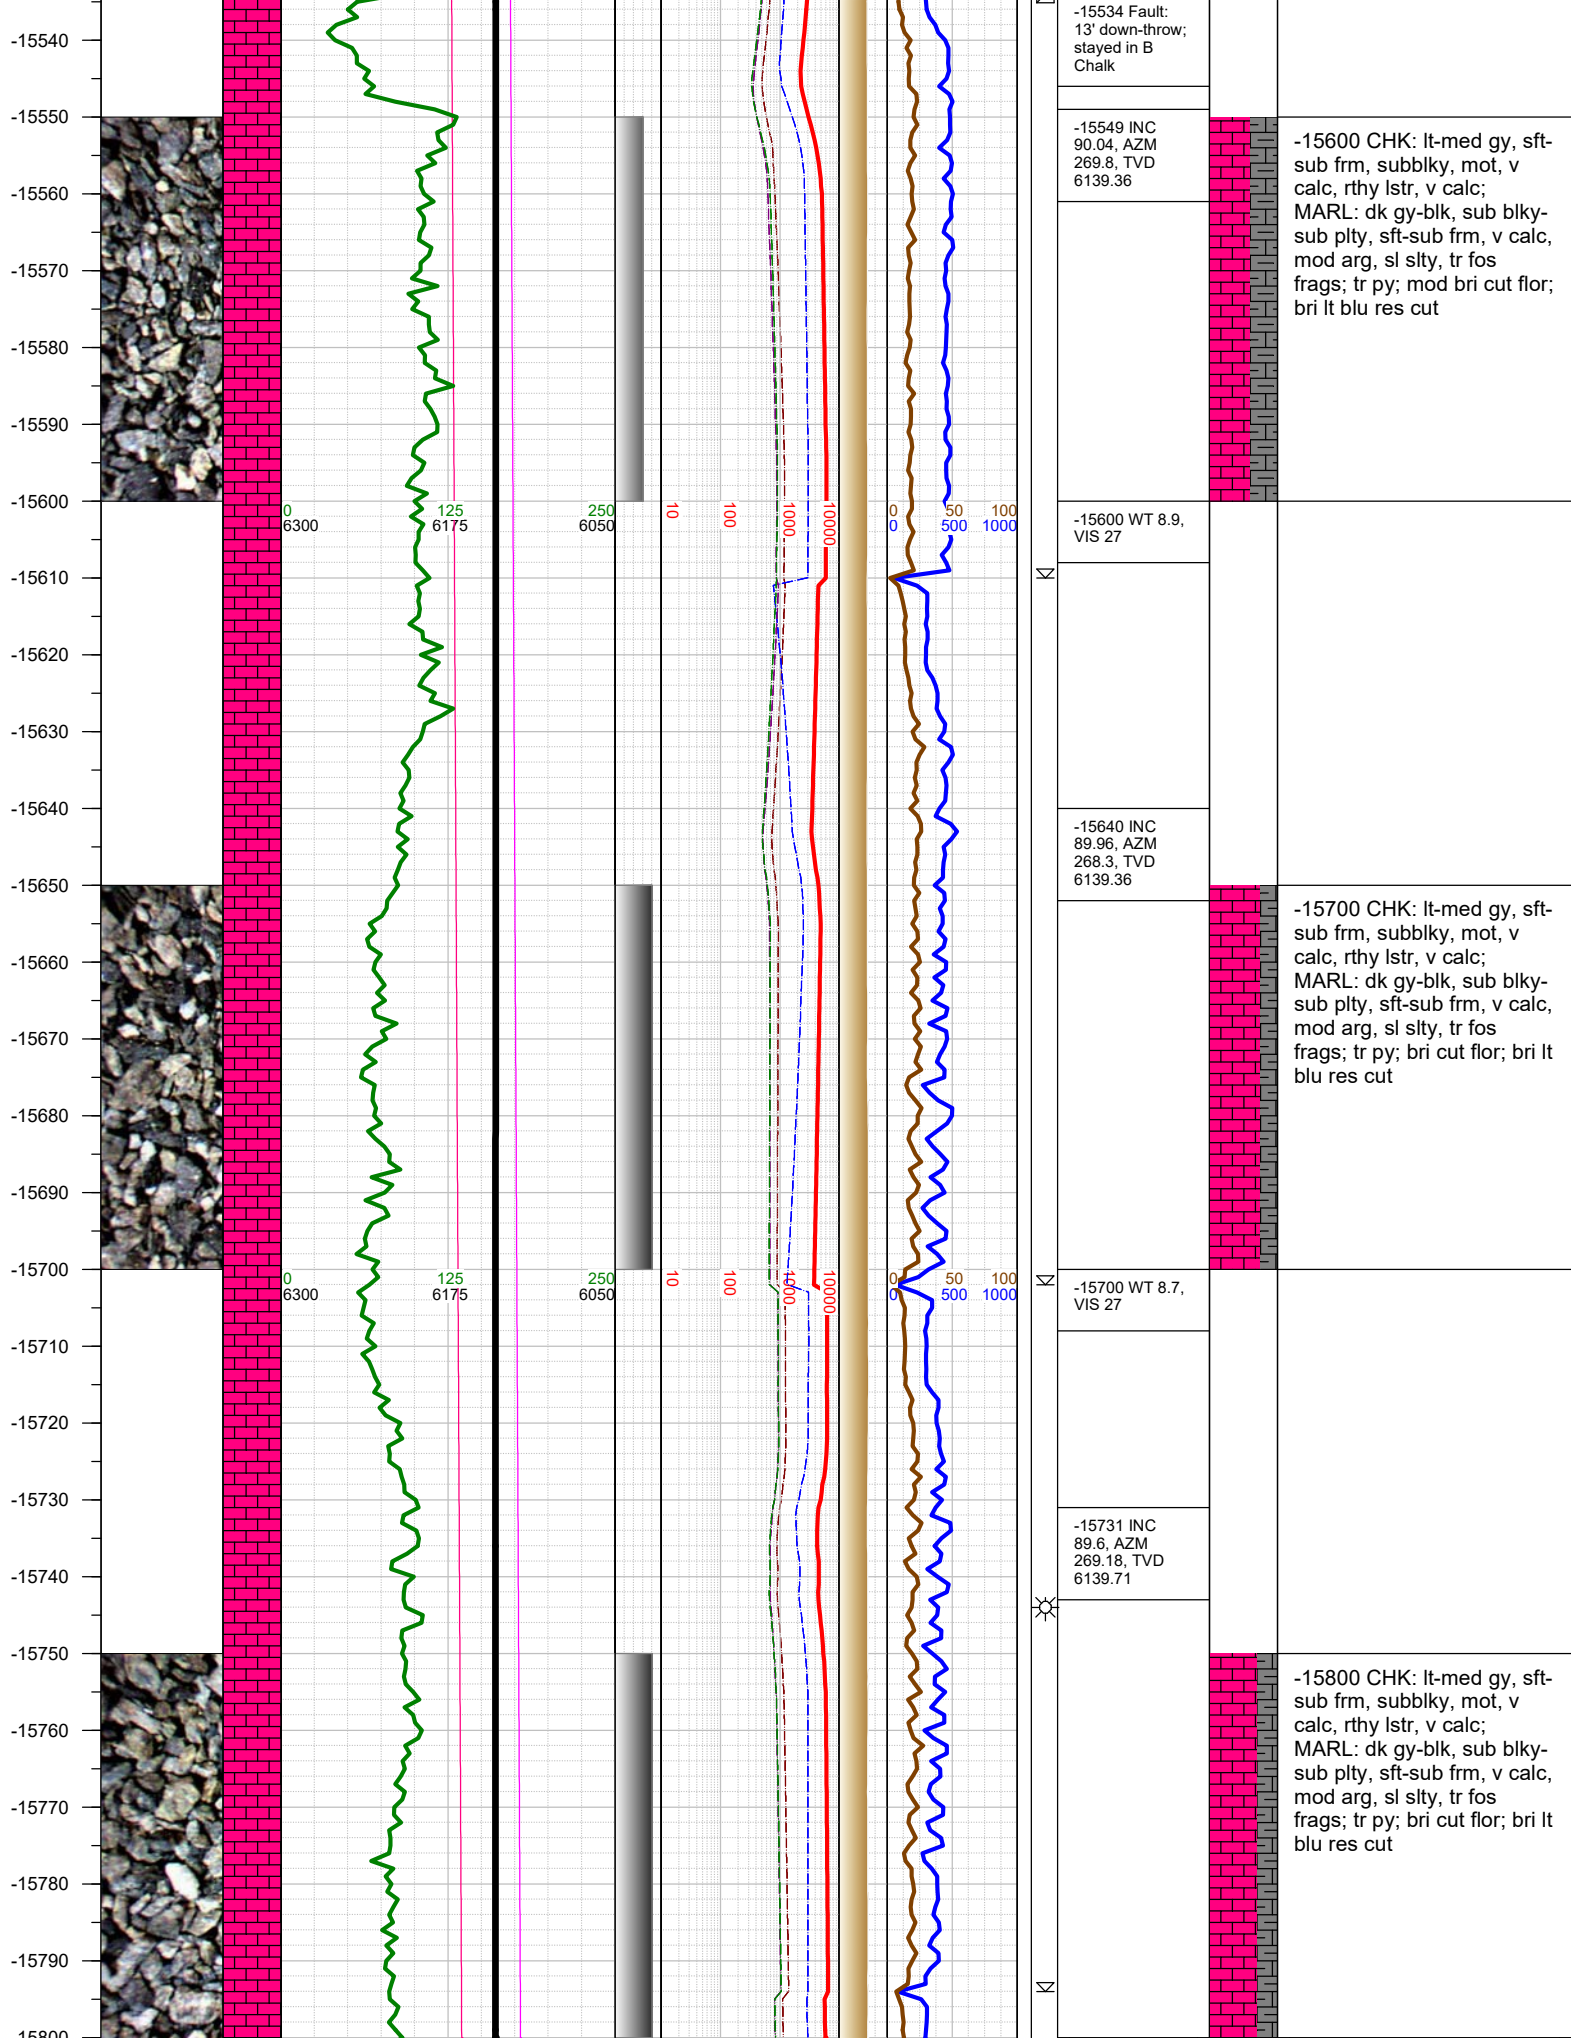 -15534 Fault:
13' down-throw;
stayed in B
Chalk
-15540
-15550
-15549 INC
90.04, AZM
269.8, TVD
6139.36
-15600 CHK: lt-med gy, sft-
sub frm, subblky, mot, v
calc, rthy lstr, v calc;
MARL: dk gy-blk, sub blky-
sub plty, sft-sub frm, v calc,
mod arg, sl slty, tr fos
frags; tr py; mod bri cut flor;
bri lt blu res cut
-15560
-15570
-15580
-15590
-15600
0 125 250 10 100 1000 10000 0 50 100
6300 6175 6050 0 500 1000
-15600 WT 8.9,
VIS 27
-15610
-15620
-15630
-15640
-15640 INC
89.96, AZM
268.3, TVD
6139.36
-15650
-15700 CHK: lt-med gy, sft-
sub frm, subblky, mot, v
calc, rthy lstr, v calc;
MARL: dk gy-blk, sub blky-
sub plty, sft-sub frm, v calc,
mod arg, sl slty, tr fos
frags; tr py; bri cut flor; bri lt
blu res cut
-15660
-15670
-15680
-15690
-15700
0 125 250 10 100 1000 10000 0 50 100
6300 6175 6050 0 500 1000
-15700 WT 8.7,
VIS 27
-15710
-15720
-15730
-15731 INC
89.6, AZM
269.18, TVD
6139.71
-15740
-15750
-15800 CHK: lt-med gy, sft-
sub frm, subblky, mot, v
calc, rthy lstr, v calc;
MARL: dk gy-blk, sub blky-
sub plty, sft-sub frm, v calc,
mod arg, sl slty, tr fos
frags; tr py; bri cut flor; bri lt
blu res cut
-15760
-15770
-15780
-15790
-15800